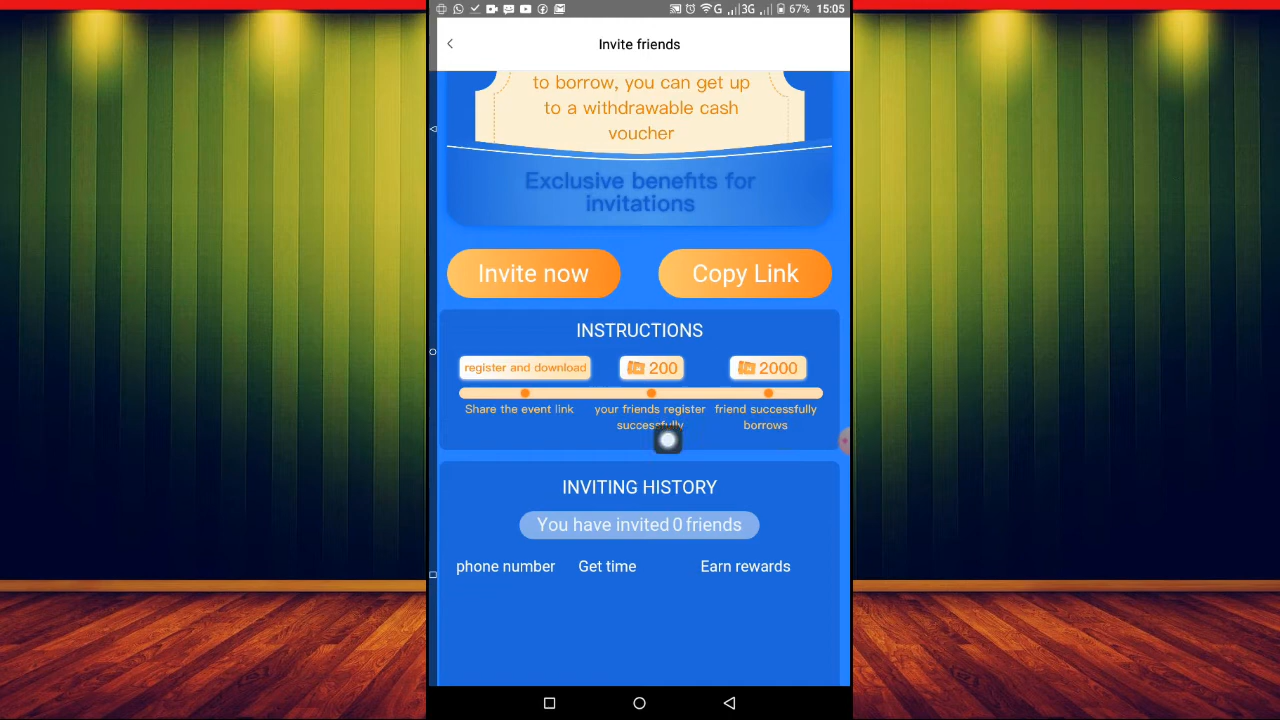 G 3G 67% 15:05
Invite friends
to borrow, you can get up
to a withdrawable cash
voucher
Exclusive benefits for
invitations
Invite now
Copy Link
INSTRUCTIONS
register and download
200
2000
Share the event link
your friends register
successfully
friend successfully
borrows
INVITING HISTORY
You have invited 0 friends
phone number Get time Earn rewards